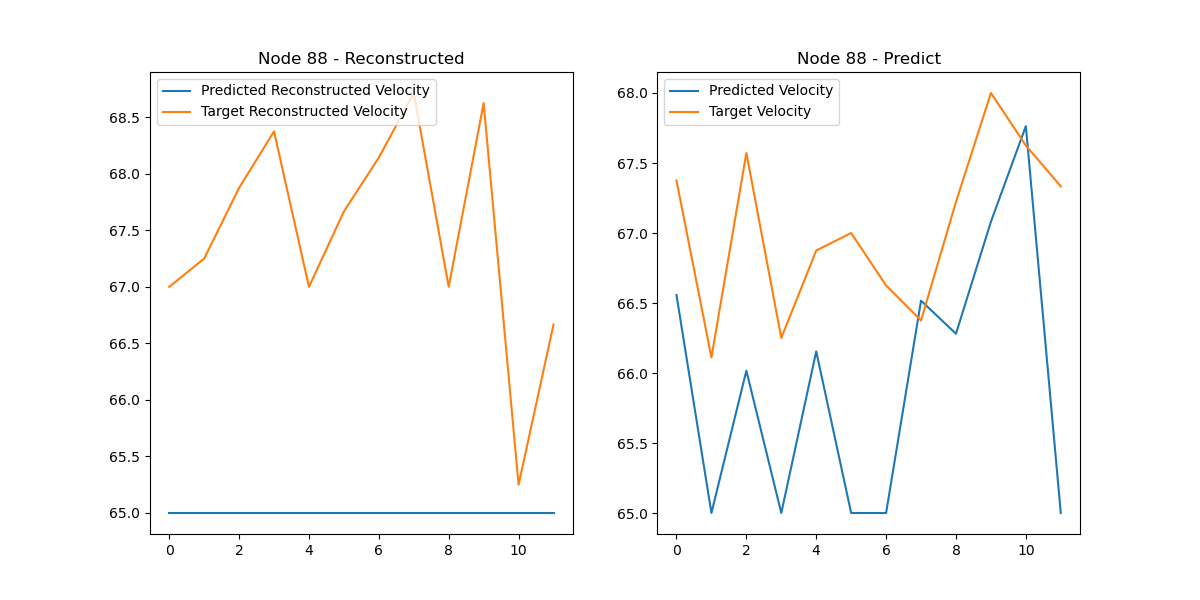 Node 88 - Reconstructed
Predicted Reconstructed Velocity
Target Reconstructed Velocity
68.5
68.0
67.5
67.0
66.5
66.0
65.5
65.0
0 2 4 6 8 10
Node 88 - Predict
Predicted Velocity
Target Velocity
68.0
67.5
67.0
66.5
66.0
65.5
65.0
0 2 4 6 8 10